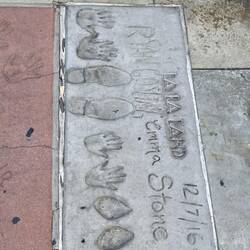 RYAN
GOSLING
LA LA LAND
Emma Stone
12/7/16